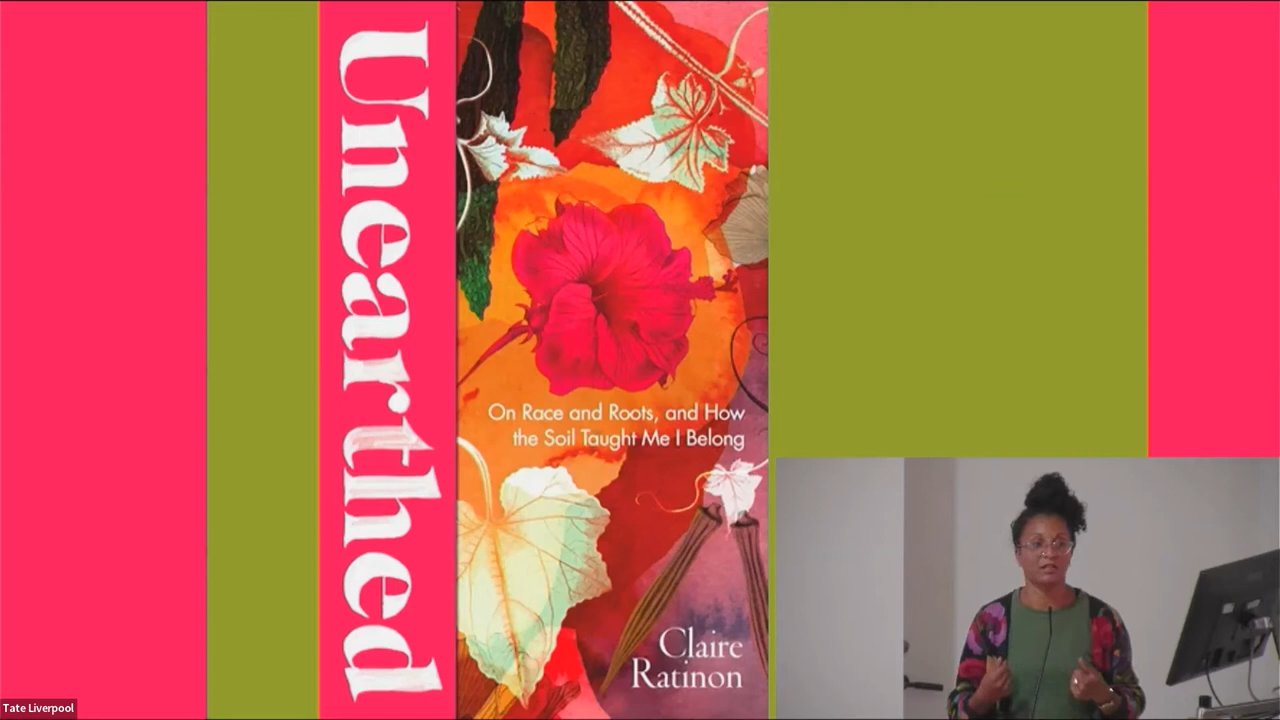 Unearthed
On Race and Roots, and How
the Soil Taught Me I Belong
Claire
Ratinon
Tate Liverpool